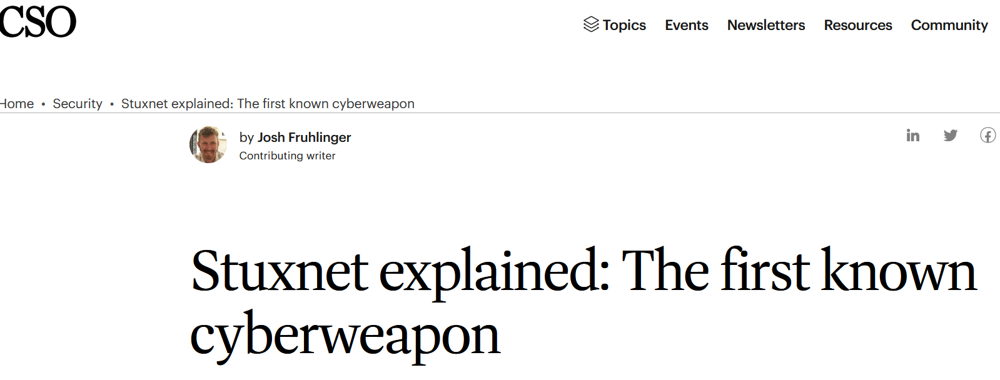 CSO
Topics Events Newsletters Resources Community
Home • Security • Stuxnet explained: The first known cyberweapon
by Josh Fruhlinger
Contributing writer
Stuxnet explained: The first known
cyberweapon